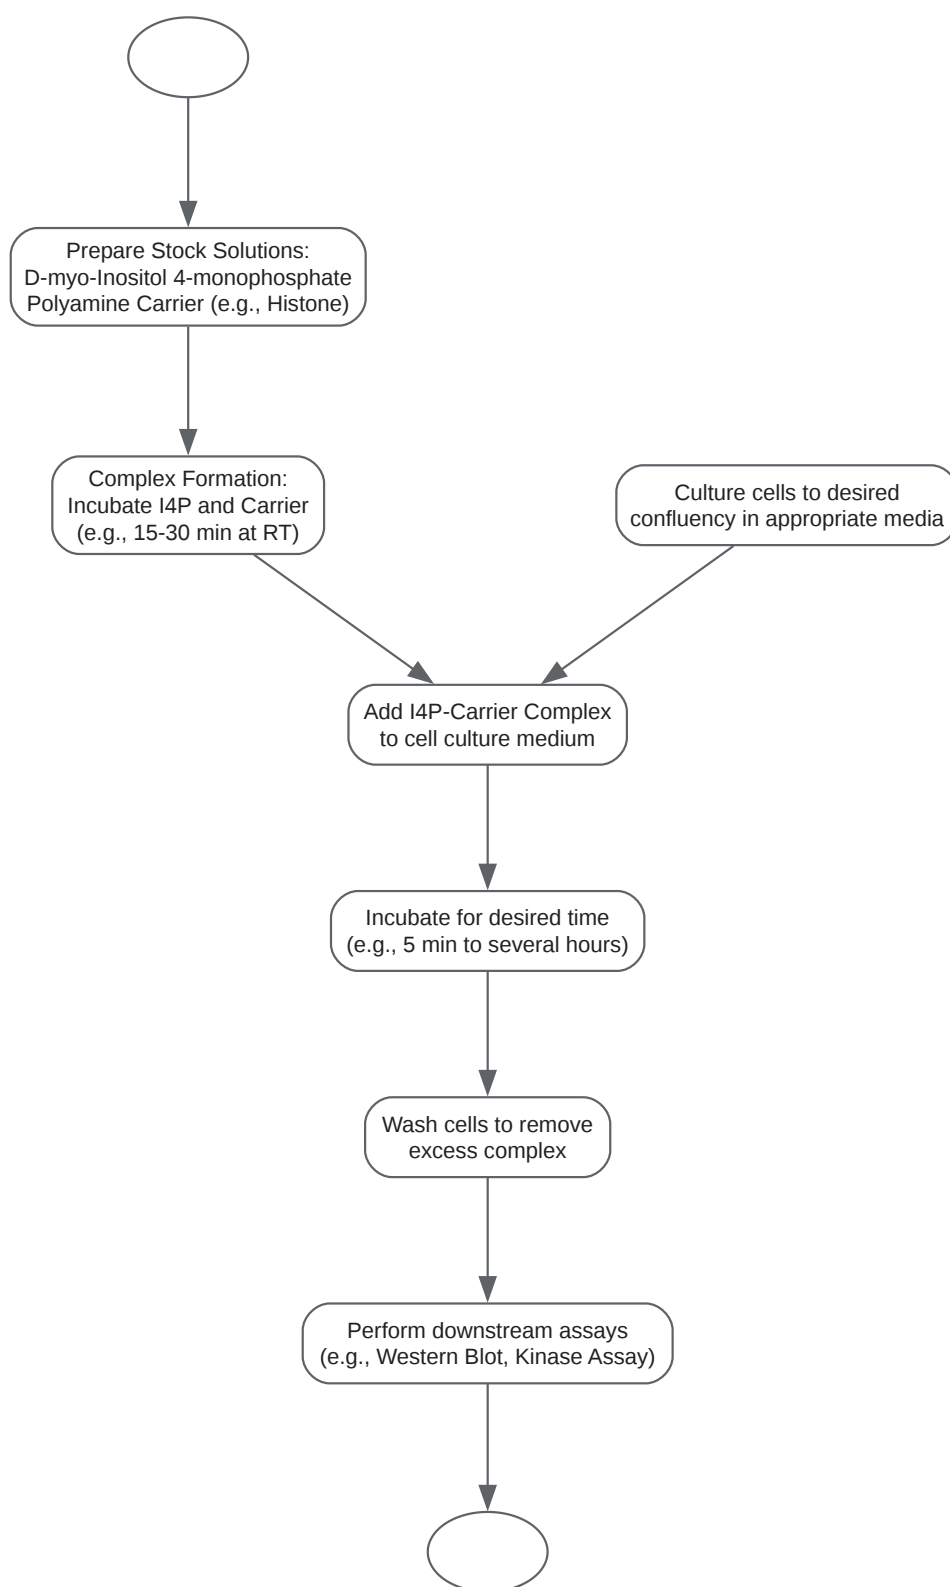 Prepare Stock Solutions:
D-myo-Inositol 4-monophosphate
Polyamine Carrier (e.g., Histone)
Complex Formation:
Incubate I4P and Carrier
(e.g., 15-30 min at RT)
Culture cells to desired
confluency in appropriate media
Add I4P-Carrier Complex
to cell culture medium
Incubate for desired time
(e.g., 5 min to several hours)
Wash cells to remove
excess complex
Perform downstream assays
(e.g., Western Blot, Kinase Assay)